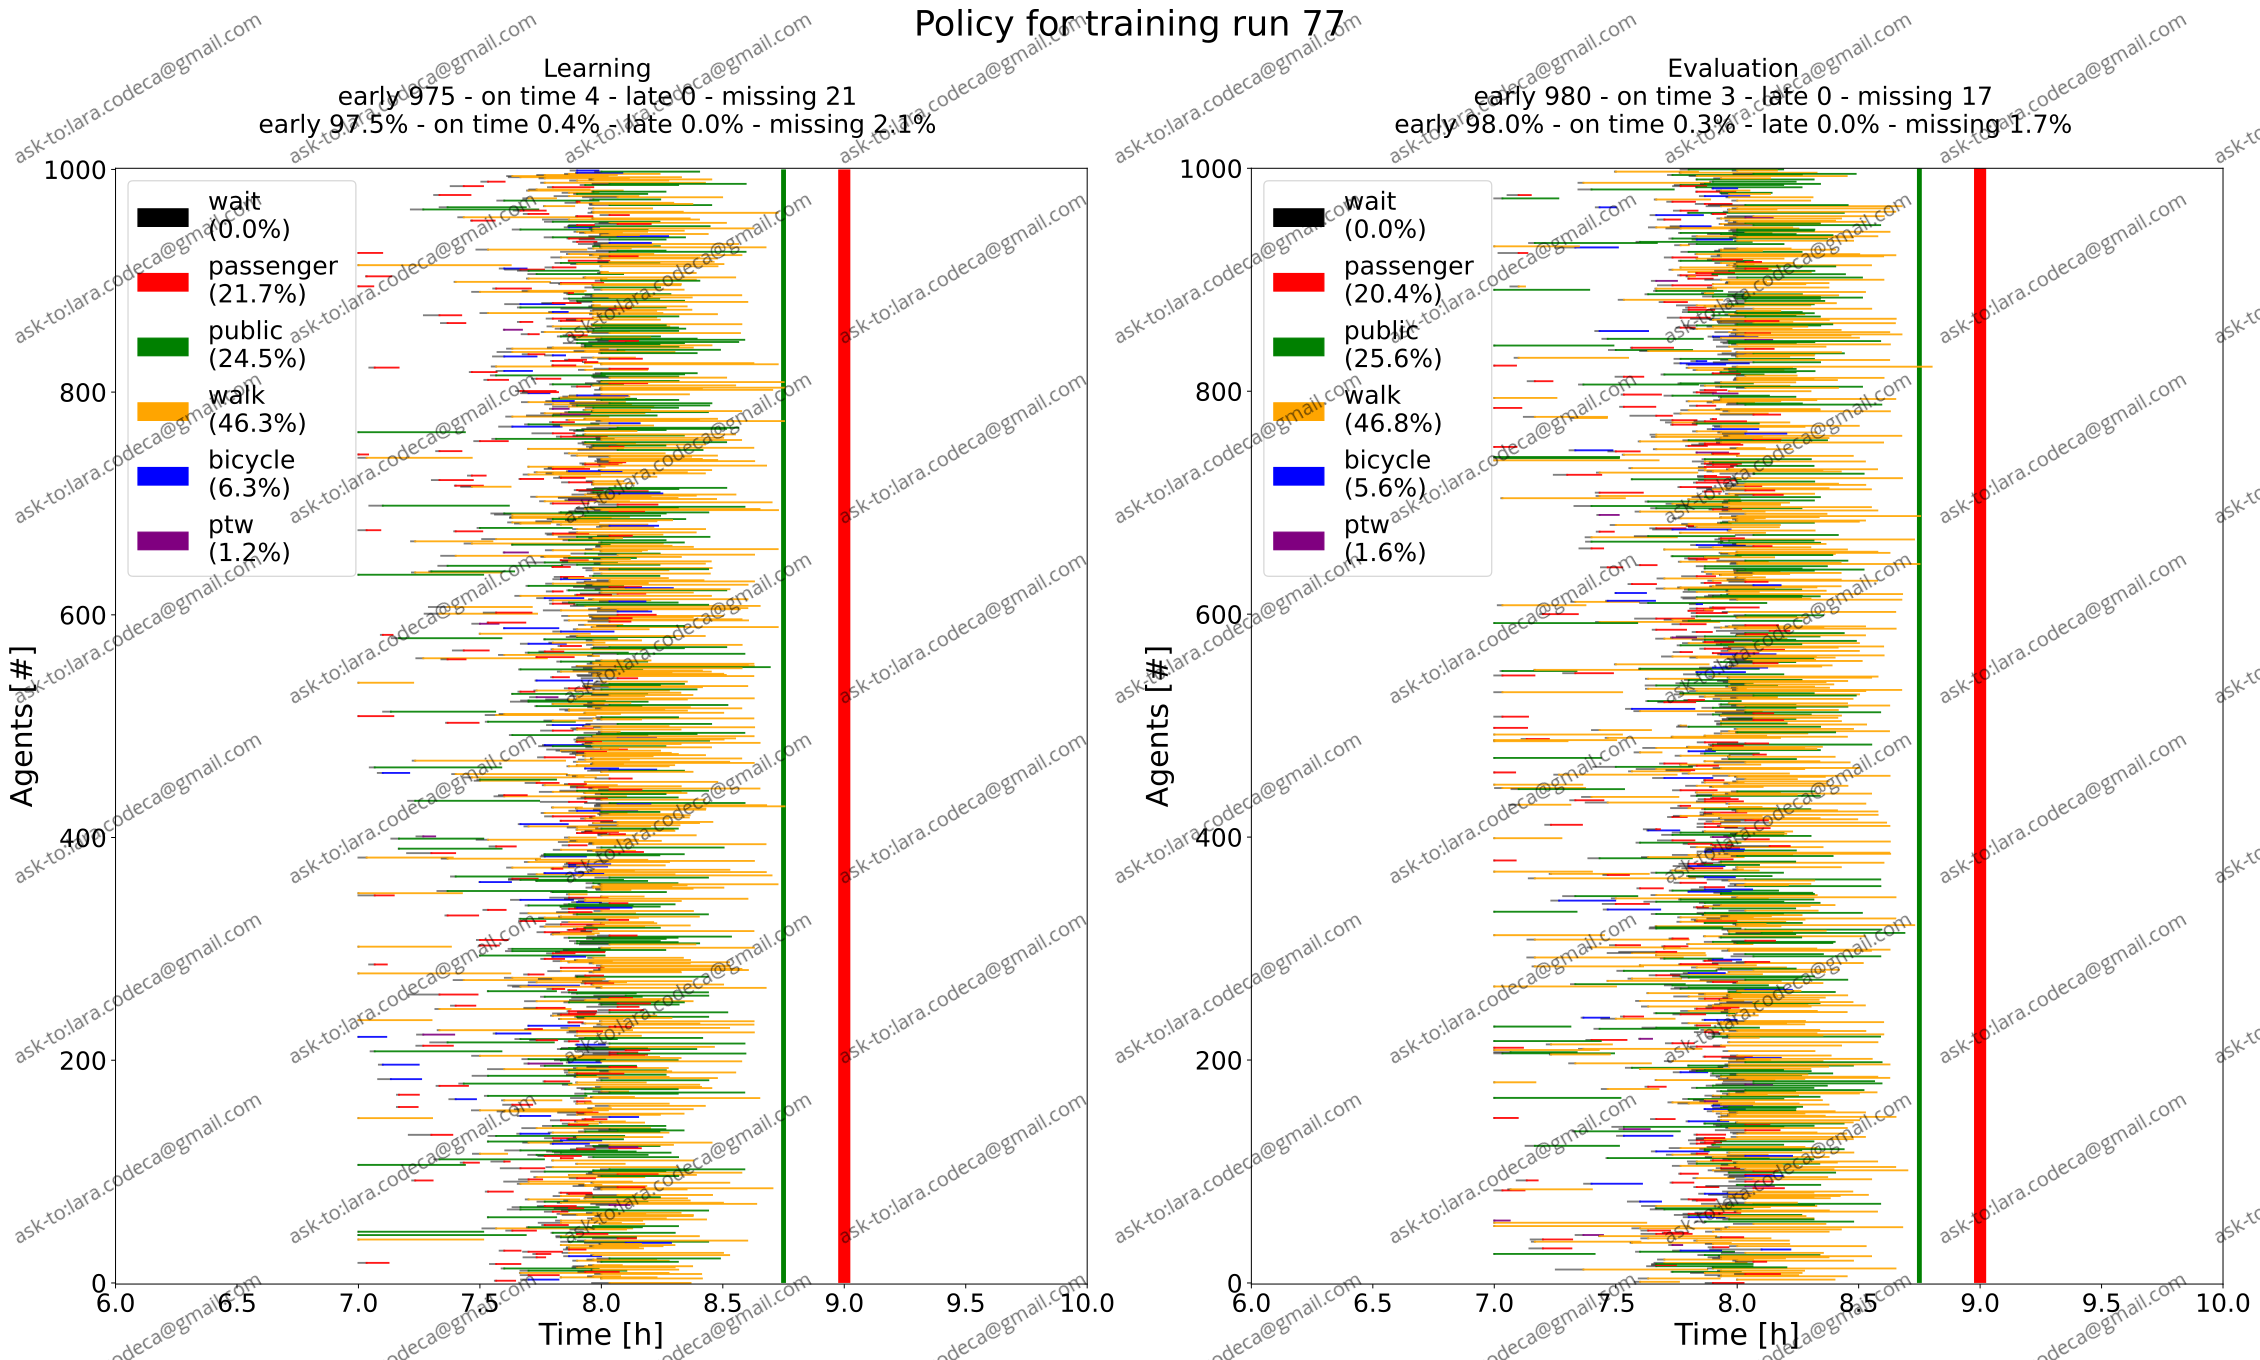 Policy for training run 77
Learning
early 975 - on time 4 - late 0 - missing 21
early 97.5% - on time 0.4% - late 0.0% - missing 2.1%
1000
800
600
400
200
0
Agents [#]
wait
(0.0%)
passenger
(21.7%)
public
(24.5%)
walk
(46.3%)
bicycle
(6.3%)
ptw
(1.2%)
6.0 6.5 7.0 7.5 8.0 8.5 9.0 9.5 10.0
Time [h]
Evaluation
early 980 - on time 3 - late 0 - missing 17
early 98.0% - on time 0.3% - late 0.0% - missing 1.7%
1000
800
600
400
200
0
Agents [#]
wait
(0.0%)
passenger
(20.4%)
public
(25.6%)
walk
(46.8%)
bicycle
(5.6%)
ptw
(1.6%)
6.0 6.5 7.0 7.5 8.0 8.5 9.0 9.5 10.0
Time [h]
ask-to:lara.codeca@gmail.com